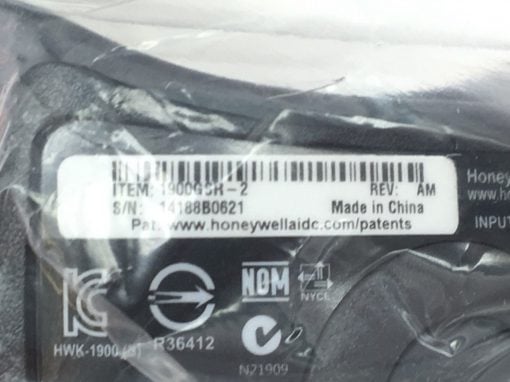 ITEM: 1900GSR-2 REV: AM
S/N: 14188B0621 Made in China
Pat: www.honeywellaidc.com/patents
Honeyw
www.h
INPUT
NOM
NYCE
HWK-1900 R36412
N21909